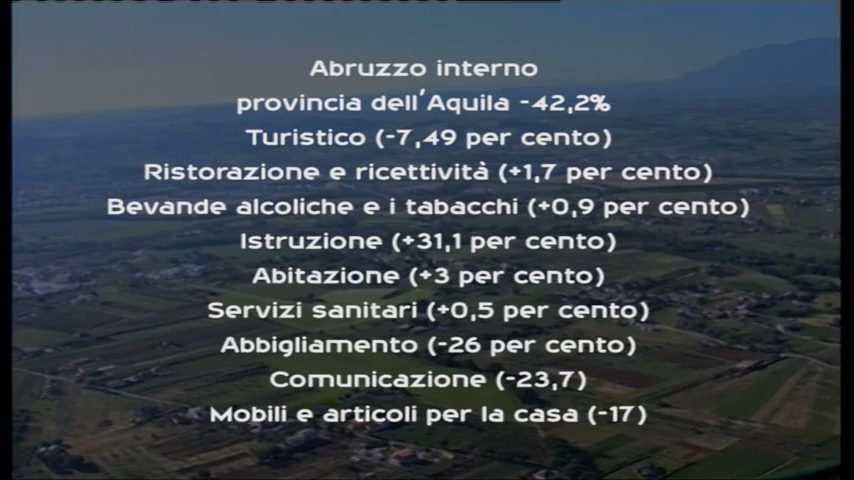 Abruzzo interno
provincia dell'Aquila -42,2%
Turistico (-7,49 per cento)
Ristorazione e ricettività (+1,7 per cento)
Bevande alcoliche e i tabacchi (+0,9 per cento)
Istruzione (+31,1 per cento)
Abitazione (+3 per cento)
Servizi sanitari (+0,5 per cento)
Abbigliamento (-26 per cento)
Comunicazione (-23,7)
Mobili e articoli per la casa (-17)